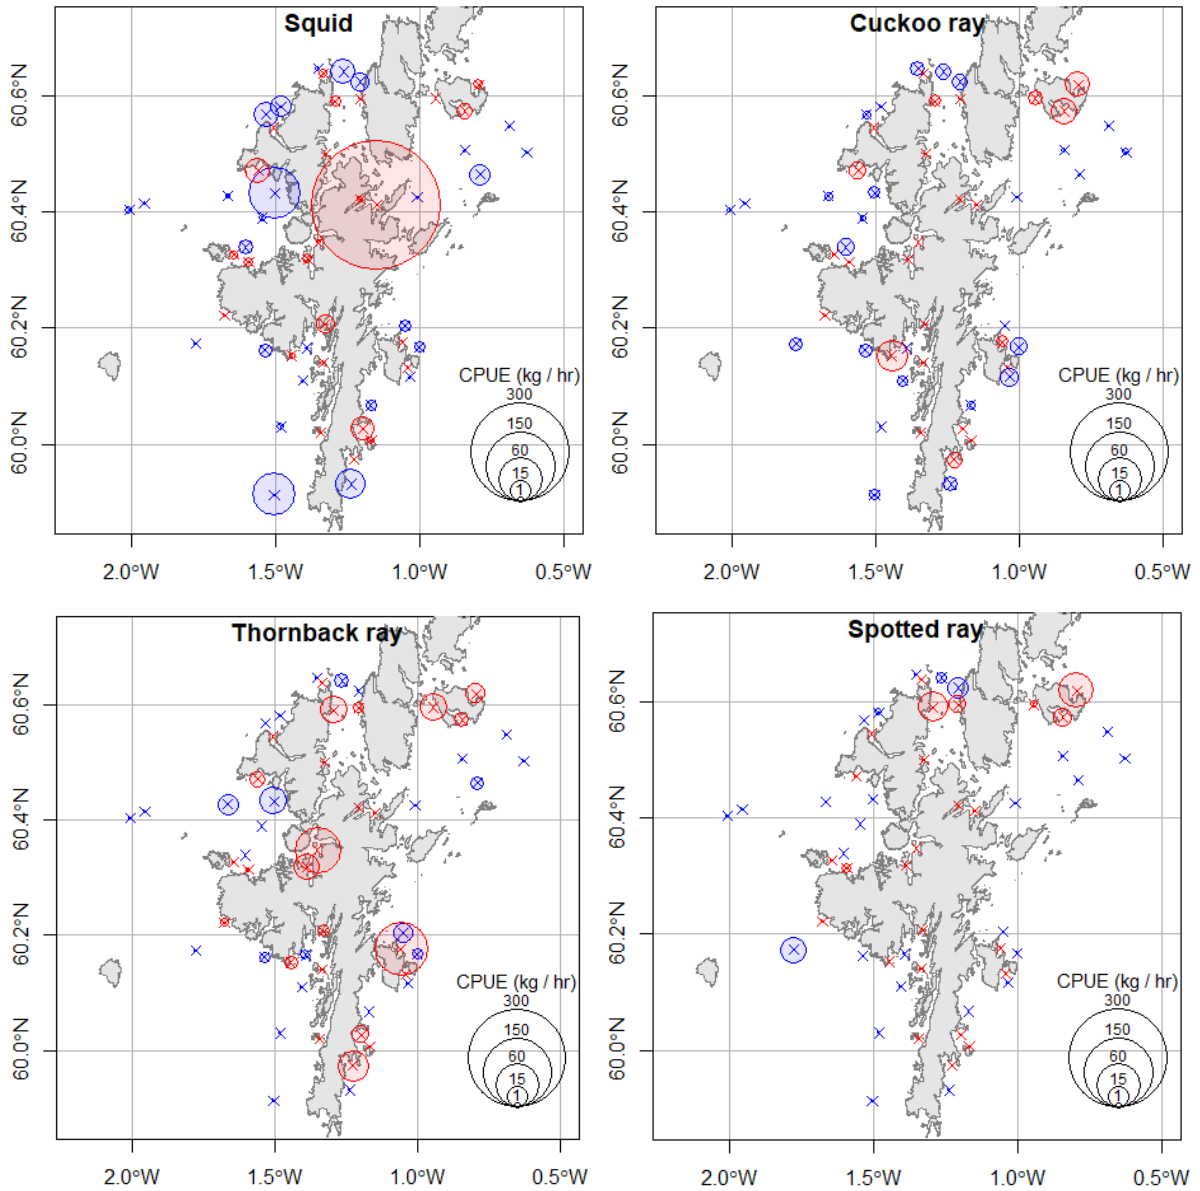 Squid
60.6°N
60.4°N
60.2°N
60.0°N
CPUE (kg / hr)
300
150
60
15
1
2.0°W
1.5°W
1.0°W
0.5°W
Cuckoo ray
60.6°N
60.4°N
60.2°N
60.0°N
CPUE (kg / hr)
300
150
60
15
1
2.0°W
1.5°W
1.0°W
0.5°W
Thornback ray
60.6°N
60.4°N
60.2°N
60.0°N
CPUE (kg / hr)
300
150
60
15
1
2.0°W
1.5°W
1.0°W
0.5°W
Spotted ray
60.6°N
60.4°N
60.2°N
60.0°N
CPUE (kg / hr)
300
150
60
15
1
2.0°W
1.5°W
1.0°W
0.5°W